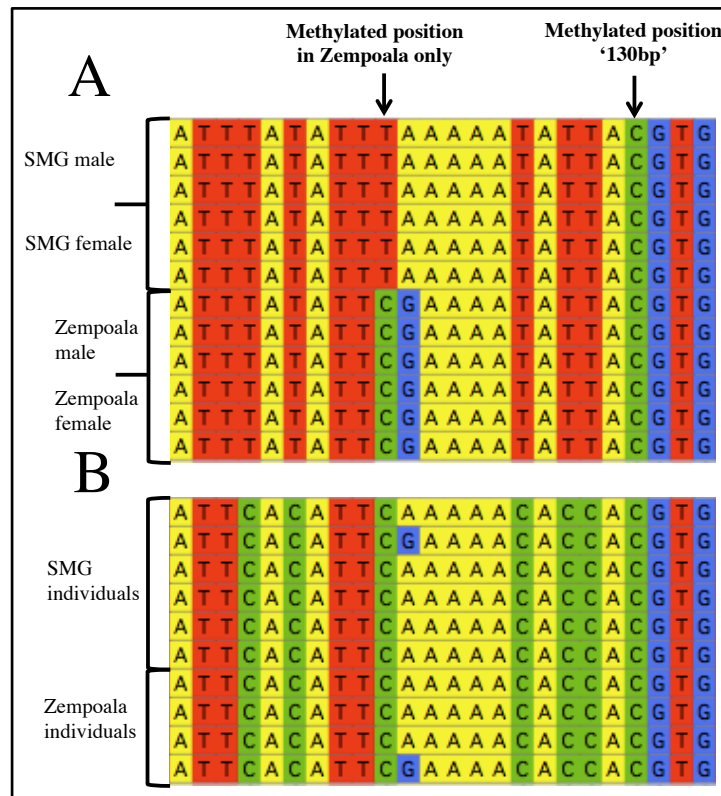 A
Methylated position
in Zempoala only
Methylated position
‘130bp’
SMG male
SMG female
Zempoala
male
Zempoala
female
A T T T A T A T T T A A A A A T A T T A C G T G
A T T T A T A T T T A A A A A T A T T A C G T G
A T T T A T A T T T A A A A A T A T T A C G T G
A T T T A T A T T T A A A A A T A T T A C G T G
A T T T A T A T T T A A A A A T A T T A C G T G
A T T T A T A T T T A A A A A T A T T A C G T G
A T T T A T A T T C G A A A A T A T T A C G T G
A T T T A T A T T C G A A A A T A T T A C G T G
A T T T A T A T T C G A A A A T A T T A C G T G
A T T T A T A T T C G A A A A T A T T A C G T G
A T T T A T A T T C G A A A A T A T T A C G T G
A T T T A T A T T C G A A A A T A T T A C G T G
B
SMG
individuals
Zempoala
individuals
A T T C A C A T T C A A A A A C A C C A C G T G
A T T C A C A T T C G A A A A C A C C A C G T G
A T T C A C A T T C A A A A A C A C C A C G T G
A T T C A C A T T C A A A A A C A C C A C G T G
A T T C A C A T T C A A A A A C A C C A C G T G
A T T C A C A T T C A A A A A C A C C A C G T G
A T T C A C A T T C A A A A A C A C C A C G T G
A T T C A C A T T C A A A A A C A C C A C G T G
A T T C A C A T T C A A A A A C A C C A C G T G
A T T C A C A T T C G A A A A C A C C A C G T G